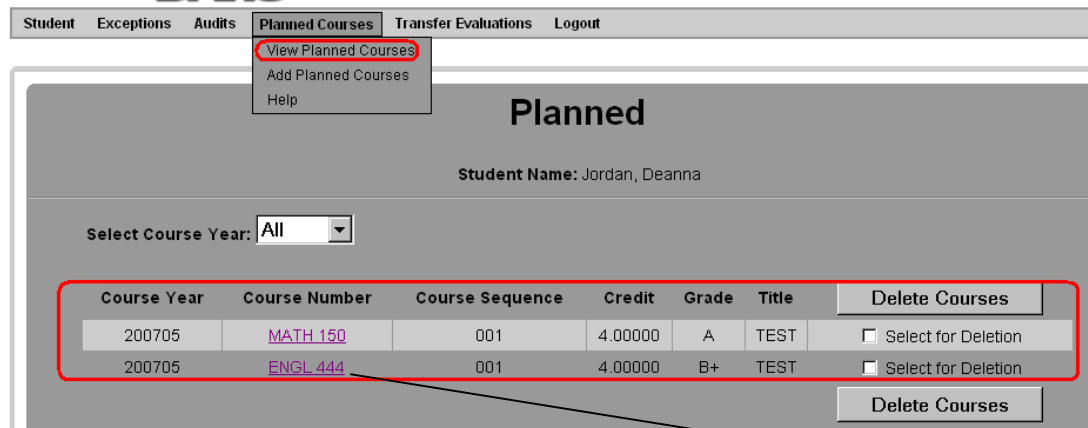 Student Exceptions Audits Planned Courses Transfer Evaluations Logout
View Planned Courses
Add Planned Courses
Help
Planned
Student Name: Jordan, Deanna
Select Course Year: All
Course Year Course Number Course Sequence Credit Grade Title Delete Courses
200705 MATH 150 001 4.00000 A TEST Select for Deletion
200705 ENGL 444 001 4.00000 B+ TEST Select for Deletion
Delete Courses